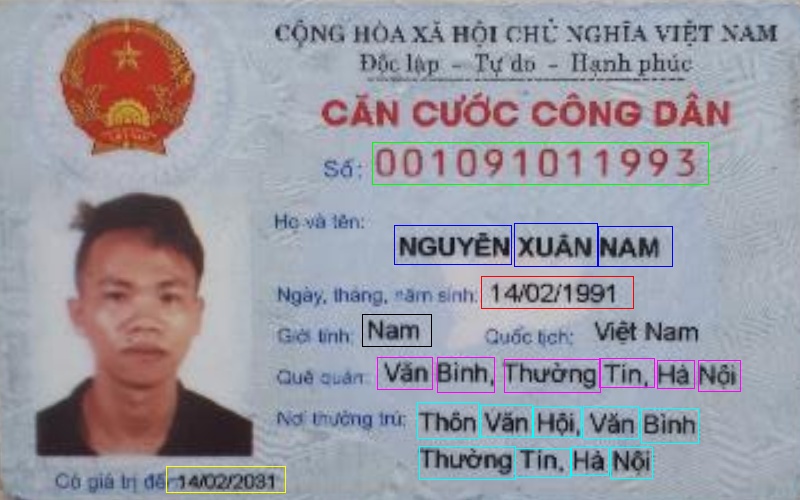 CỘNG HÒA XÃ HỘI CHỦ NGHĨA VIỆT NAM
Độc lập - Tự do - Hạnh phúc
CĂN CƯỚC CÔNG DÂN
Số: 001091011993
Họ và tên:
NGUYỄN XUÂN NAM
Ngày, tháng, năm sinh: 14/02/1991
Giới tính: Nam Quốc tịch: Việt Nam
Quê quán: Văn Bình, Thường Tín, Hà Nội
Nơi thường trú: Thôn Văn Hội, Văn Bình
Thường Tín, Hà Nội
Có giá trị đến 14/02/2031